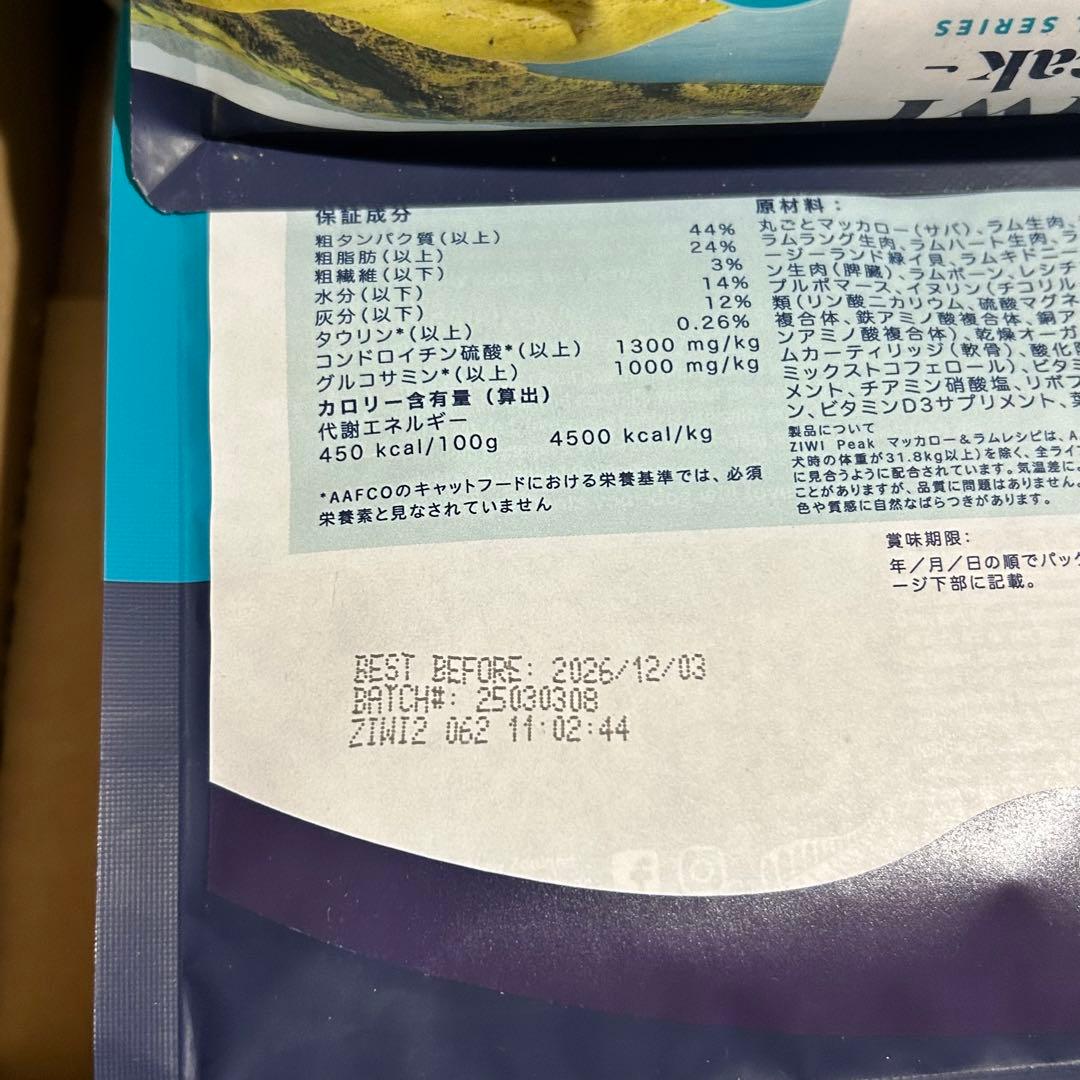 SERIES
保証成分
粗タンパク質(以上) 44%
粗脂肪(以上) 24%
粗繊維(以下) 3%
水分(以下) 14%
灰分(以下) 12%
タウリン*(以上) 0.26%
コンドロイチン硫酸*(以上) 1300 mg/kg
グルコサミン*(以上) 1000 mg/kg
カロリー含有量(算出)
代謝エネルギー
450 kcal/100g 4500 kcal/kg
*AAFCOのキャットフードにおける栄養基準では、必須
栄養素と見なされていません
原材料:
丸ごとマッカロー(サバ)、ラム生肉、
ラムラング生肉、ラムハート生肉、ラ
ージーランド緑イ貝、ラムキドニー
ン生肉(脾臓)、ラムボーン、レシチ
プルポマース、イヌリン(チコリル
類(リン酸二カリウム、硫酸マグネ
複合体、鉄アミノ酸複合体、銅ア
ンアミノ酸複合体)、乾燥オーガ
ムカーティリッジ(軟骨)、酸化
ミックストコフェロール)、ビタミ
メント、チアミン硝酸塩、リボフ
ン、ビタミンD3サプリメント、葉
製品について
ZIWI Peak マッカロー&ラムレシピは、A
犬時の体重が31.8kg以上)を除く、全ライフ
に見合うように配合されています。気温差に
ことがありますが、品質に問題はありません。
色や質感に自然なばらつきがあります。
賞味期限:
年/月/日の順でパッケ
ージ下部に記載。
BEST BEFORE: 2026/12/03
BATCH#: 25030308
ZIWI2 062 11:02:44